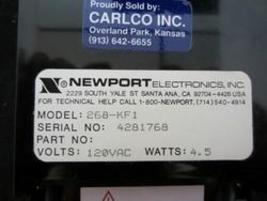 Proudly Sold by:
CARLCO INC.
Overland Park, Kansas
(913) 642-6655
NEWPORT ELECTRONICS, INC.
2229 SOUTH YALE ST SANTA ANA, CA 92704-4426 USA
FOR TECHNICAL HELP CALL 1-800-NEWPORT, (714) 540-4914
MODEL: 268-KF1
SERIAL NO: 4281768
PART NO:
VOLTS: 120VAC WATTS: 4.5